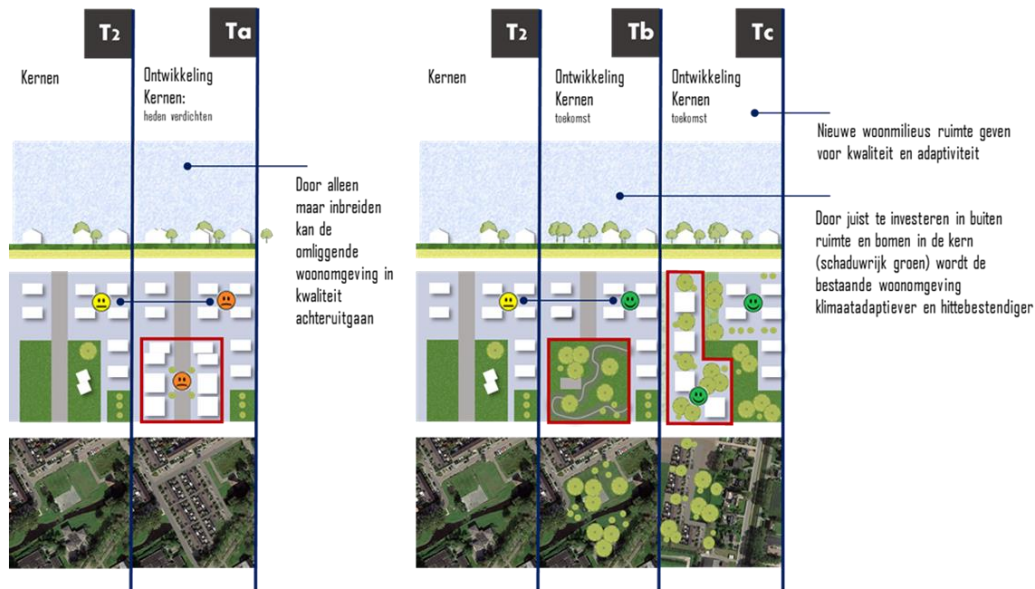 T2
Ta
Kernen
Ontwikkeling
Kernen:
heden verdichten
Door alleen
maar inbreiden
kan de
omliggende
woonomgeving in
kwaliteit
achteruitgaan
T2
Tb
Tc
Kernen
Ontwikkeling
Kernen
toekomst
Ontwikkeling
Kernen
toekomst
Nieuwe woonmilieus ruimte geven
voor kwaliteit en adaptiviteit
Door juist te investeren in buiten
ruimte en bomen in de kern
(schaduwrijk groen) wordt de
bestaande woonomgeving
klimaatadaptiever en hittebestendiger